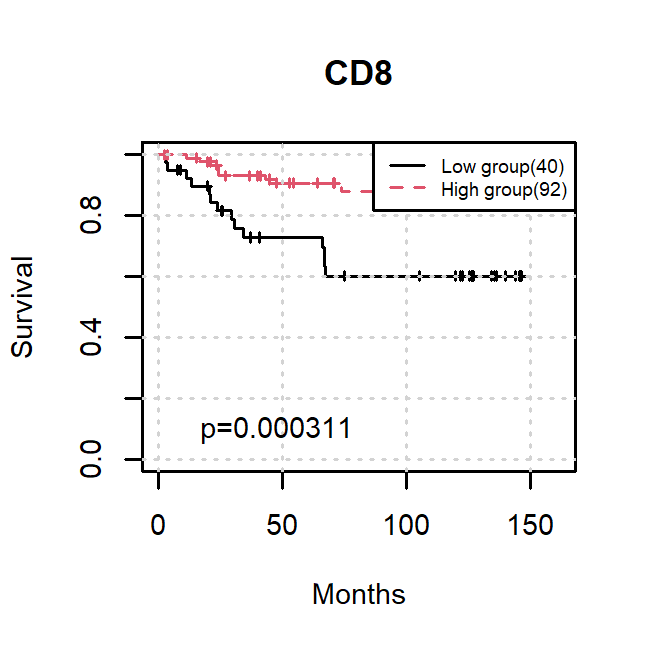 CD8
Low group(40)
High group(92)
Survival
0.8
0.4
0.0
p=0.000311
0 50 100 150
Months